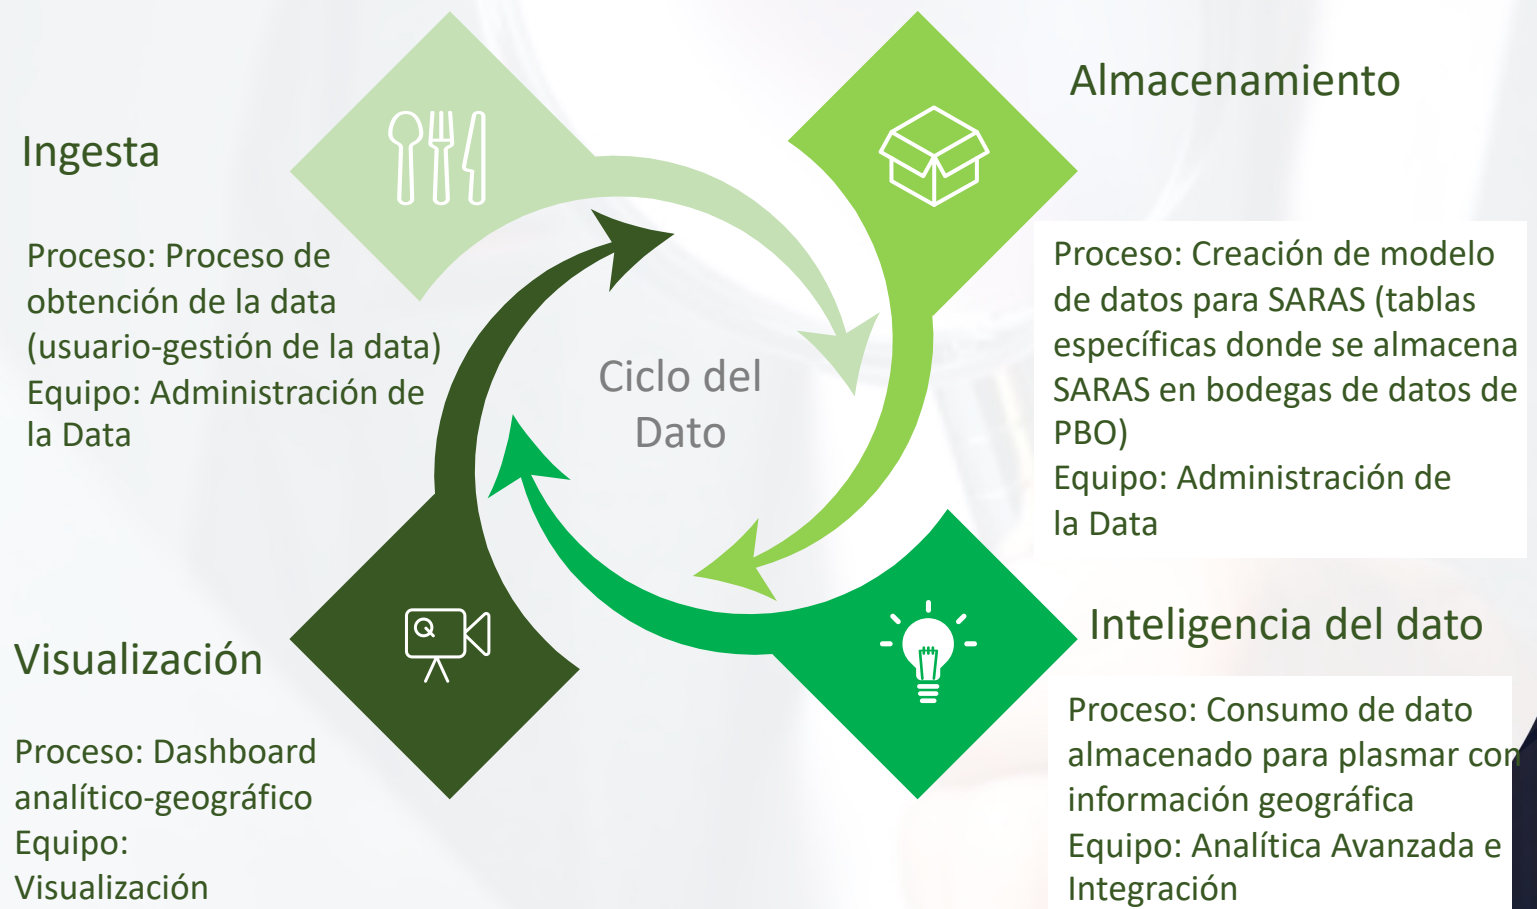 Ingesta
Proceso: Proceso de
obtención de la data
(usuario-gestión de la data)
Equipo: Administración de
la Data
Almacenamiento
Proceso: Creación de modelo
de datos para SARAS (tablas
específicas donde se almacena
SARAS en bodegas de datos de
PBO)
Equipo: Administración de
la Data
Ciclo del
Dato
Visualización
Proceso: Dashboard
analítico-geográfico
Equipo:
Visualización
Inteligencia del dato
Proceso: Consumo de dato
almacenado para plasmar con
información geográfica
Equipo: Analítica Avanzada e
Integración